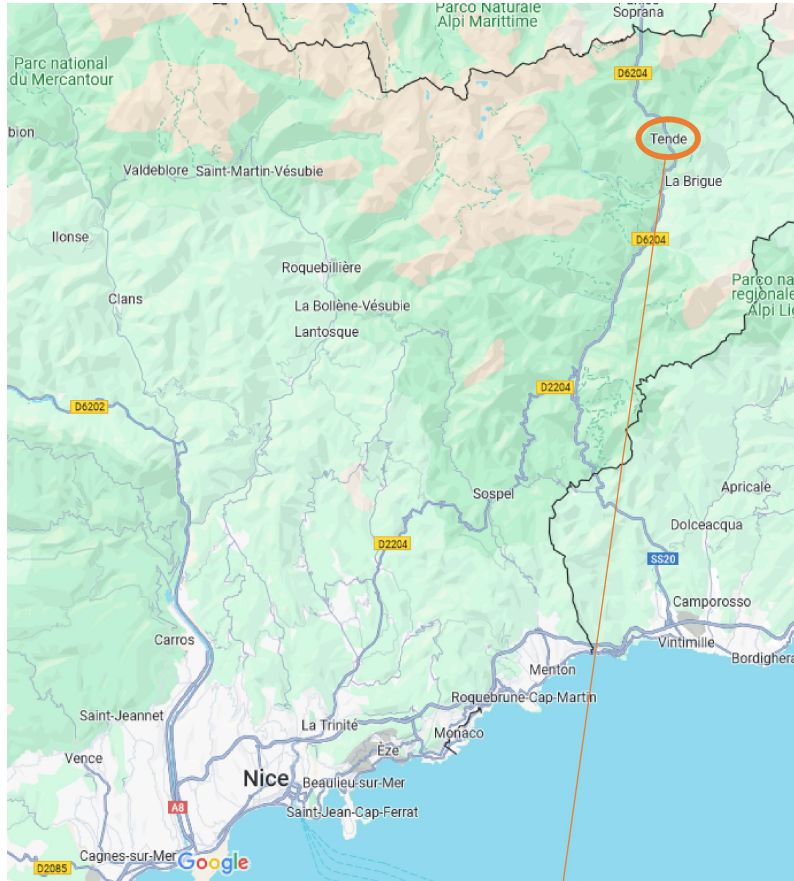 Parco Naturale
Alpi Marittime
Soprana
Parc national
du Mercantour
D6204
bion
Tende
Valdeblore
Saint-Martin-Vésubie
La Brigue
Ilonse
D6204
Roquebillière
Parco na
regionale
Alpi Lig
Clans
La Bollène-Vésubie
Lantosque
D2204
D6202
Apricale
Sospel
Dolceacqua
D2204
SS20
Camporosso
Carros
Vintimille
Bordighera
Menton
Roquebrune-Cap-Martin
Saint-Jeannet
La Trinité
Monaco
Èze
Vence
Nice
Beaulieu-sur-Mer
A8
Saint-Jean-Cap-Ferrat
Cagnes-sur-Mer
Google
D2085